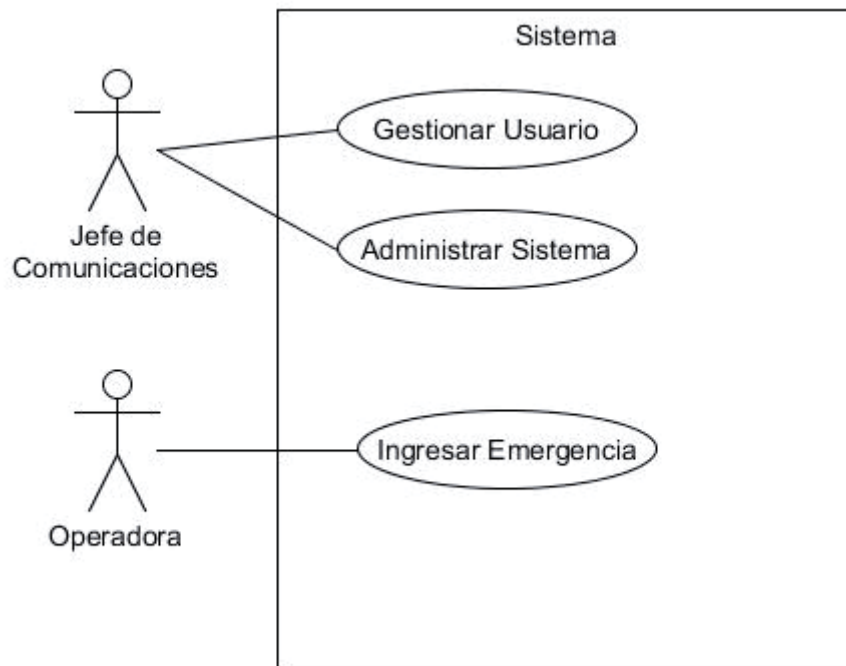 Sistema
Gestionar Usuario
Jefe de
Comunicaciones
Administrar Sistema
Ingresar Emergencia
Operadora